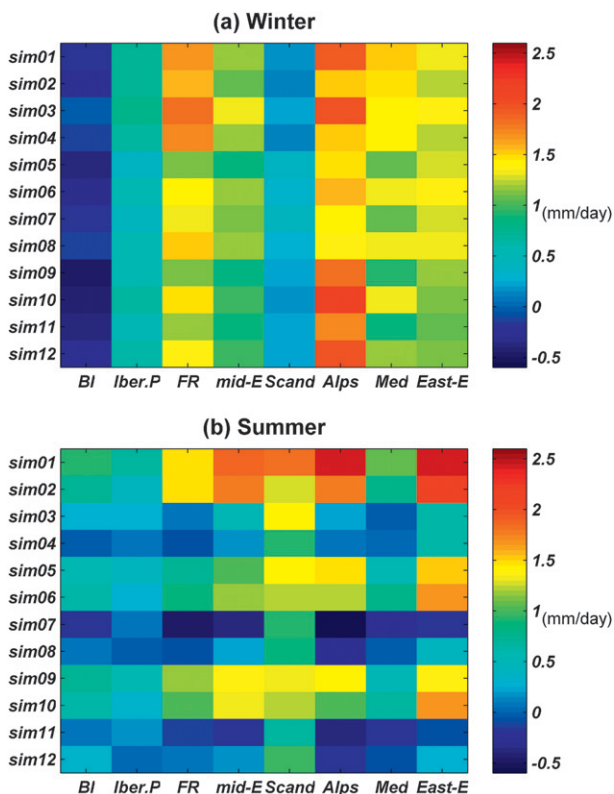 (a) Winter
sim01
sim02
sim03
sim04
sim05
sim06
sim07
sim08
sim09
sim10
sim11
sim12
BI Iber.P FR mid-E Scand Alps Med East-E
2.5
2
1.5
1
(mm/day)
0.5
0
-0.5
(b) Summer
sim01
sim02
sim03
sim04
sim05
sim06
sim07
sim08
sim09
sim10
sim11
sim12
BI Iber.P FR mid-E Scand Alps Med East-E
2.5
2
1.5
1
(mm/day)
0.5
0
-0.5